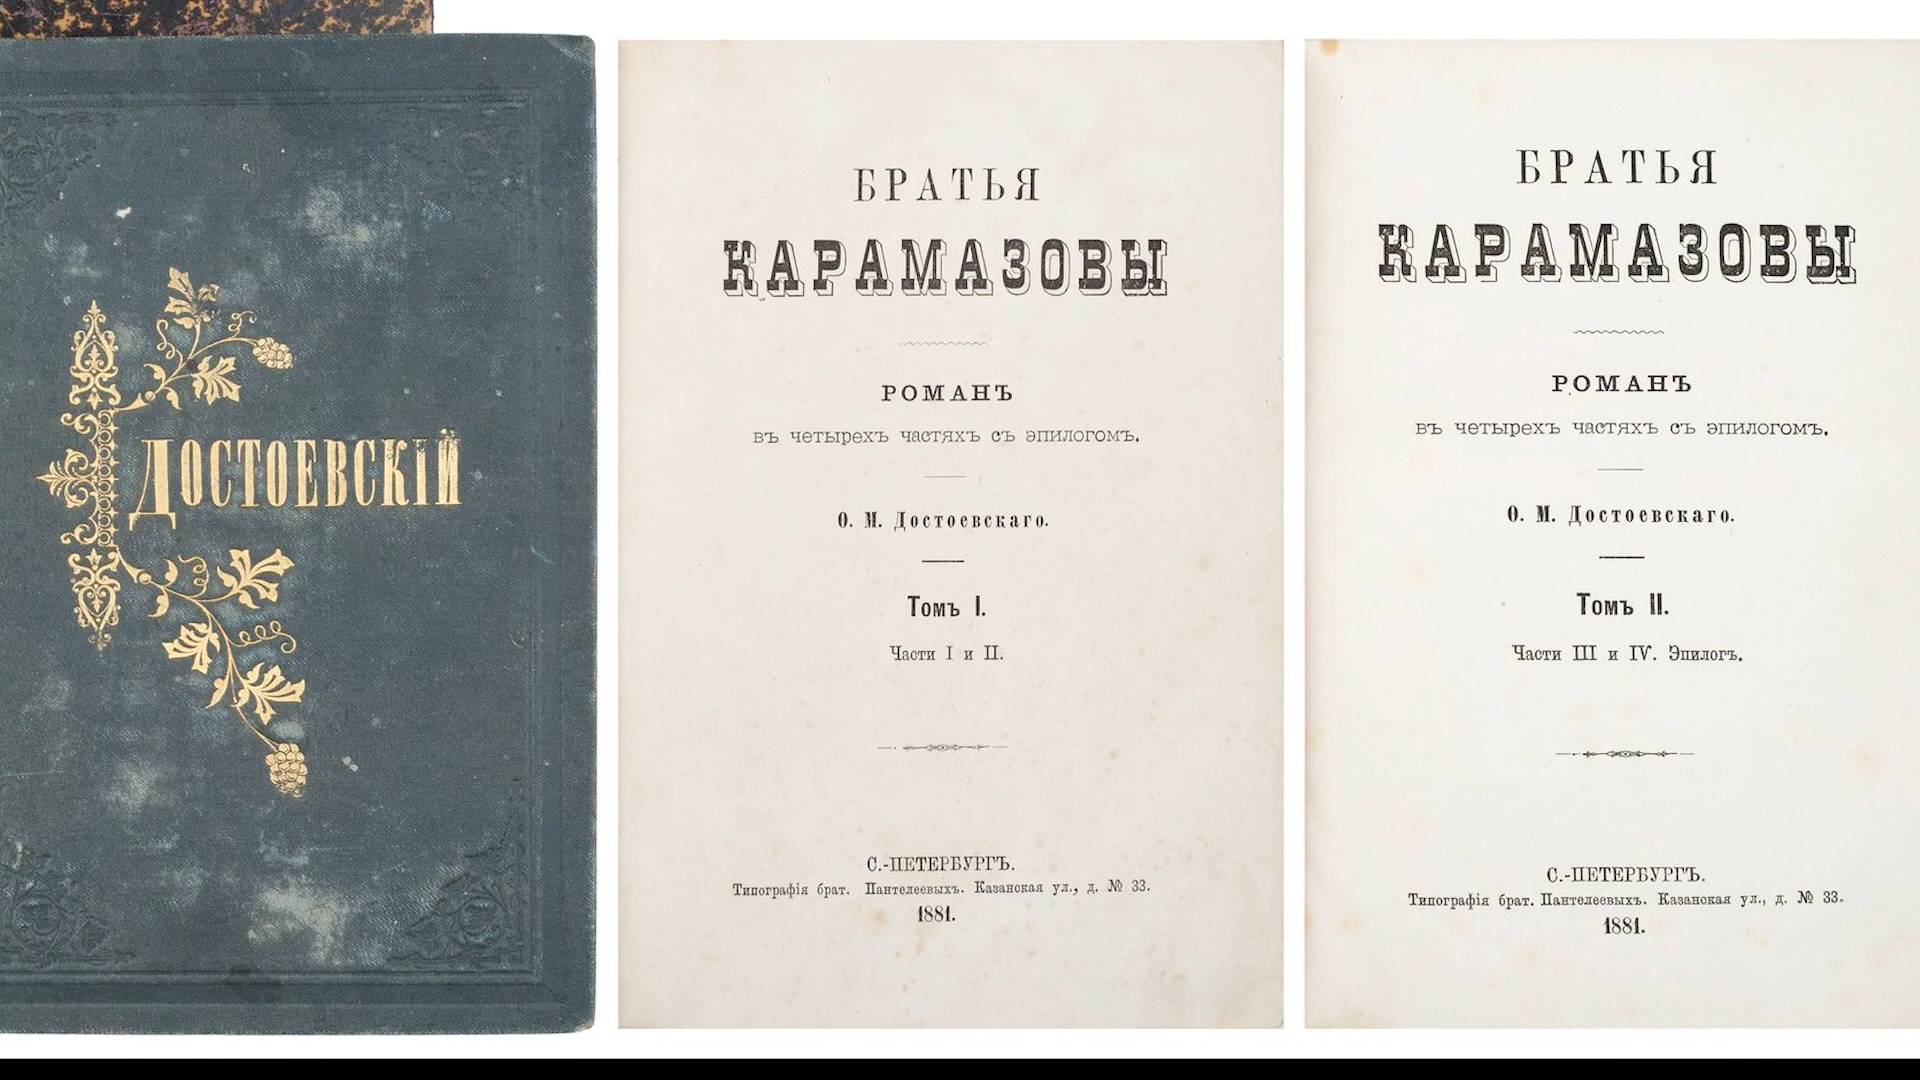 Достоевскій
БРАТЬЯ
КАРАМАЗОВЫ
РОМАНЪ
въ четырехъ частяхъ съ эпилогомъ.
Ѳ. М. Достоевскаго.
Томъ I.
Части I и II.
С.-ПЕТЕРБУРГЪ.
Типографія брат. Пантелеевыхъ. Казанская ул., д. № 33.
1881.
БРАТЬЯ
КАРАМАЗОВЫ
РОМАНЪ
въ четырехъ частяхъ съ эпилогомъ.
Ѳ. М. Достоевскаго.
Томъ II.
Части III и IV. Эпилогъ.
С.-ПЕТЕРБУРГЪ.
Типографія брат. Пантелеевыхъ. Казанская ул., д. № 33.
1881.